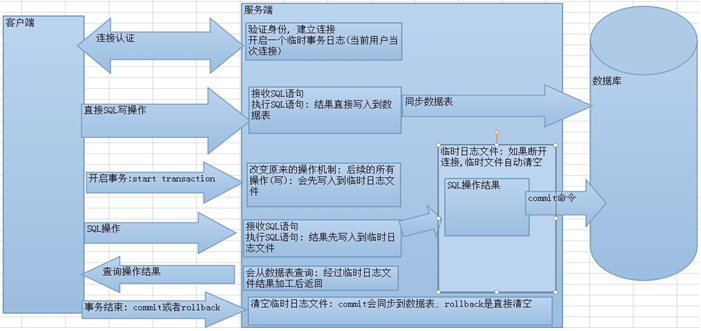 客户端
服务端
数据库
连接认证
验证身份, 建立连接
开启一个临时事务日志(当前用户当
次连接)
直接SQL写操作
接收SQL语句
执行SQL语句: 结果直接写入到数
据表
同步数据表
开启事务:start transaction
改变原来的操作机制: 后续的所有
操作(写): 会先写入到临时日志文
件
临时日志文件: 如果断开
连接,临时文件自动清空
SQL操作结果
commit命令
SQL操作
接收SQL语句
执行SQL语句: 结果先写入到临时日
志文件
查询操作结果
会从数据表查询: 经过临时日志文
件结果加工后返回
事务结束: commit或者rollback
清空临时日志文件: commit会同步到数据表; rollback是直接清空